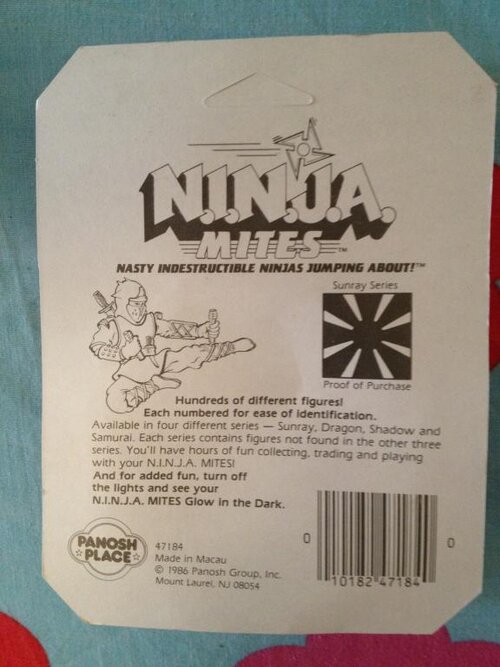 N.I.N.J.A.
MITES™
NASTY INDESTRUCTIBLE NINJAS JUMPING ABOUT!™
Sunray Series
Proof of Purchase
Hundreds of different figures!
Each numbered for ease of identification.
Available in four different series — Sunray, Dragon, Shadow and
Samurai. Each series contains figures not found in the other three
series. You'll have hours of fun collecting, trading and playing
with your N.I.N.J.A. MITES!
And for added fun, turn off
the lights and see your
N.I.N.J.A. MITES Glow in the Dark.
PANOSH
PLACE
47184
Made in Macau
© 1986 Panosh Group, Inc.
Mount Laurel, NJ 08054
0 10182 47184 0